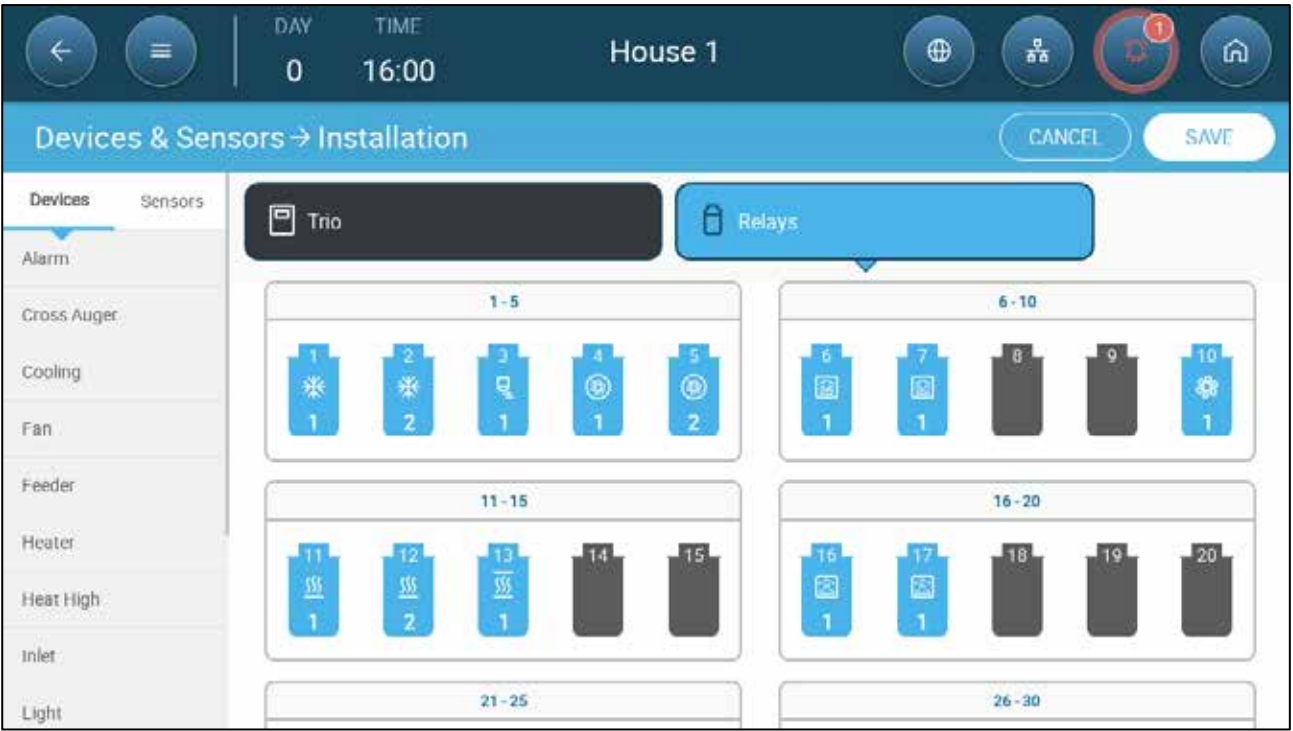 DAY TIME
0 16:00 House 1 1
Devices & Sensors → Installation CANCEL SAVE
Devices Sensors
Trio Relays
Alarm
Cross Auger
Cooling
Fan
Feeder
Heater
Heat High
Inlet
Light
1 - 5
1 2 3 4 5
1 2 1 1 2
6 - 10
6 7 8 9 10
1 1 1
11 - 15
11 12 13 14 15
1 2 1
16 - 20
16 17 18 19 20
1 1
21 - 25
26 - 30